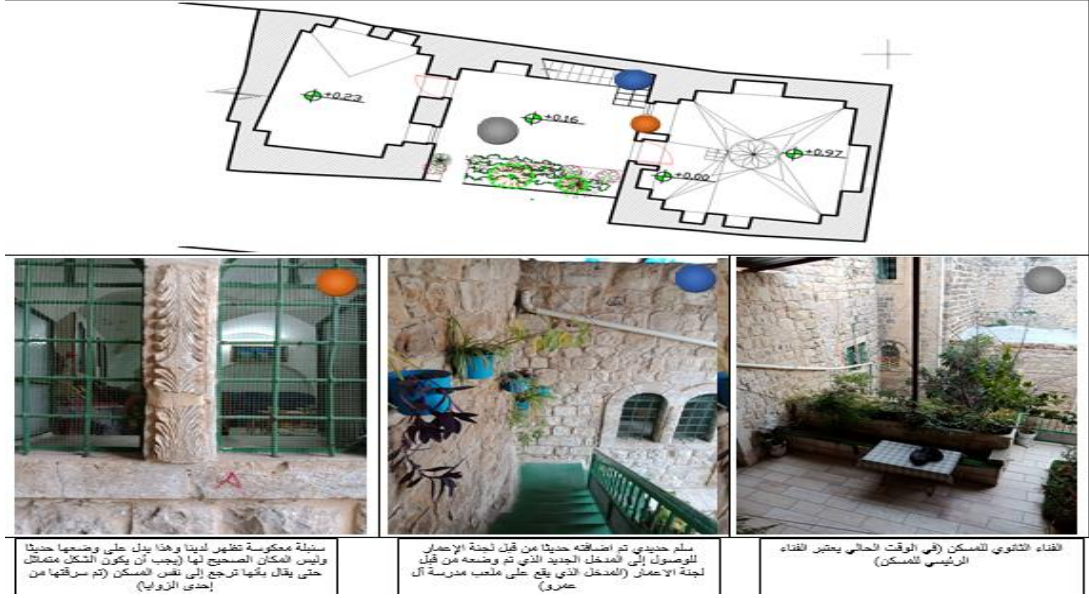 +0.23
+0.16
+0.97
+0.00
A
سنبلة معكوسة تظهر لدينا وهذا يدل على وضعها حديثا
وليس المكان الصحيح لها (يجب أن يكون الشكل متماثل
حتى يقال بأنها ترجع إلى نفس المسكن (تم سرقتها من
إحدى الزوايا)
سلم حديدي تم اضافته حديثا من قبل لجنة الإعمار
للوصول إلى المدخل الجديد الذي تم وضعه من قبل
لجنة الاعمار (المدخل الذي يقع على ملعب مدرسة آل
عمرو)
الفناء الثانوي للمسكن (في الوقت الحالي يعتبر الفناء
الرئيسي للمسكن)